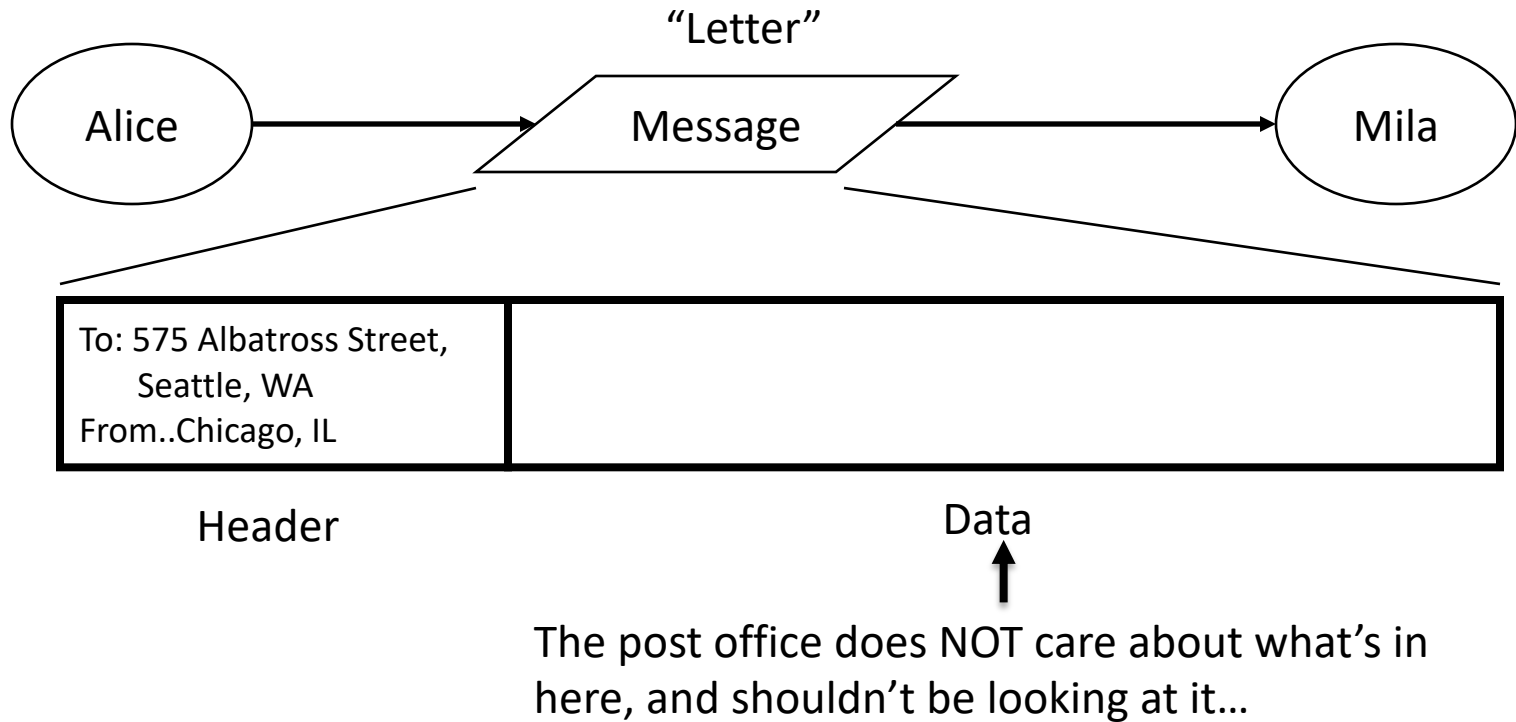 “Letter”
Alice
Message
Mila
To: 575 Albatross Street,
Seattle, WA
From..Chicago, IL
Header
Data
The post office does NOT care about what’s in
here, and shouldn’t be looking at it…